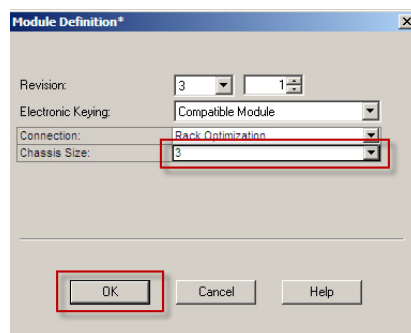 Module Definition*
Revision: 3 1
Electronic Keying: Compatible Module
Connection: Rack Optimization
Chassis Size: 3
OK Cancel Help